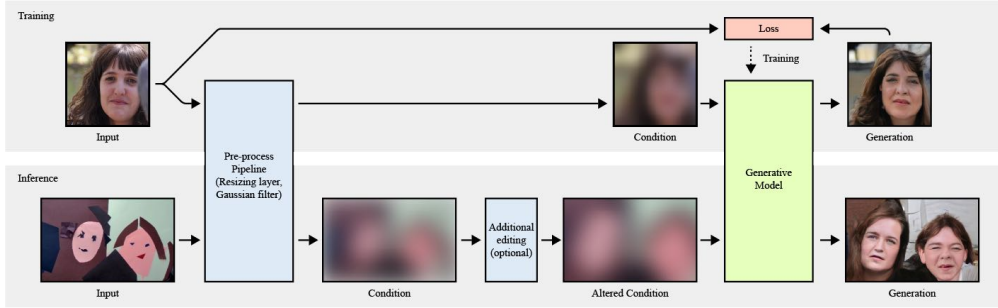 Training
Loss
Training
Input
Condition
Generation
Pre-process
Pipeline
(Resizing layer,
Gaussian filter)
Generative
Model
Inference
Additional
editing
(optional)
Input
Condition
Altered Condition
Generation